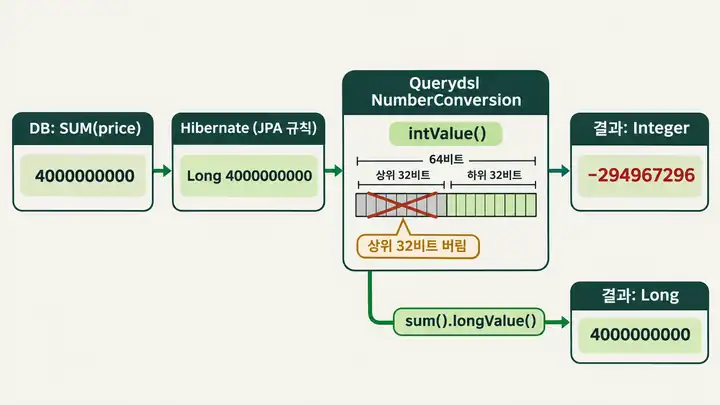 DB: SUM(price)
4000000000
Hibernate (JPA 규칙)
Long 4000000000
Querydsl
NumberConversion
intValue()
64비트
상위 32비트
하위 32비트
상위 32비트 버림
결과: Integer
-294967296
sum().longValue()
결과: Long
4000000000